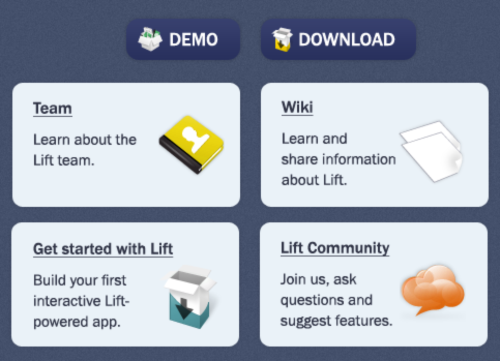 DEMO
DOWNLOAD
Team
Learn about the
Lift team.
Wiki
Learn and
share information
about Lift.
Get started with Lift
Build your first
interactive Lift-
powered app.
Lift Community
Join us, ask
questions and
suggest features.